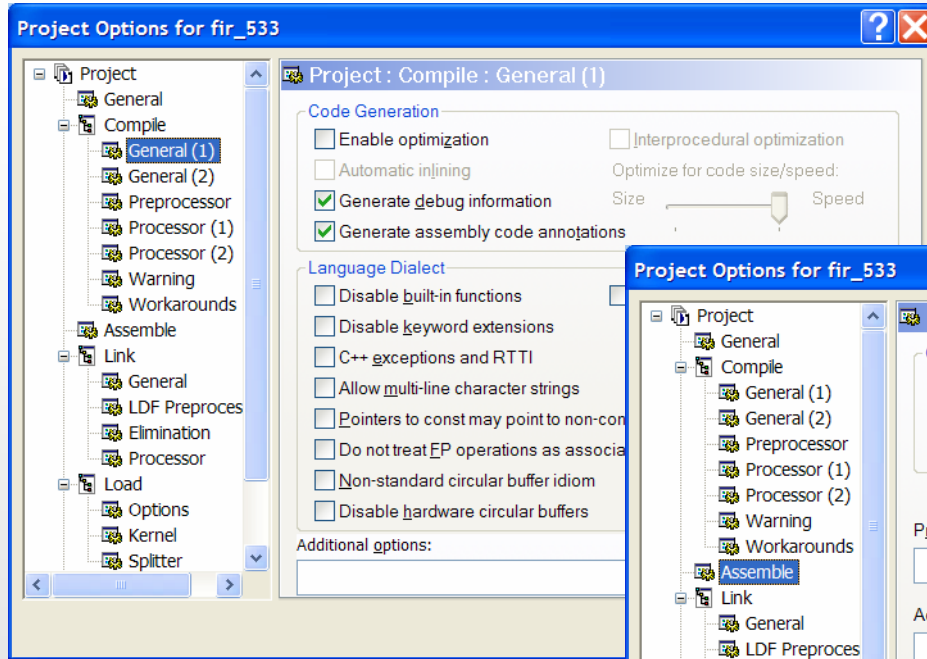 Project Options for fir_533
Project
General
Compile
General (1)
General (2)
Preprocessor
Processor (1)
Processor (2)
Warning
Workarounds
Assemble
Link
General
LDF Preproces
Elimination
Processor
Load
Options
Kernel
Splitter
Project : Compile : General (1)
Code Generation
Enable optimization
Interprocedural optimization
Automatic inlining
Optimize for code size/speed:
Generate debug information
Size
Speed
Generate assembly code annotations
Language Dialect
Disable built-in functions
Disable keyword extensions
C++ exceptions and RTTI
Allow multi-line character strings
Pointers to const may point to non-con
Do not treat FP operations as associa
Non-standard circular buffer idiom
Disable hardware circular buffers
Additional options:
Project Options for fir_533
Project
General
Compile
General (1)
General (2)
Preprocessor
Processor (1)
Processor (2)
Warning
Workarounds
Assemble
Link
General
LDF Preproces